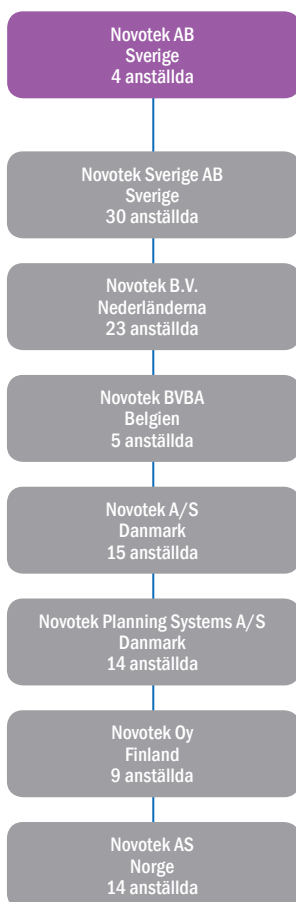 Novotek AB
Sverige
4 anställda
Novotek Sverige AB
Sverige
30 anställda
Novotek B.V.
Nederländerna
23 anställda
Novotek BVBA
Belgien
5 anställda
Novotek A/S
Danmark
15 anställda
Novotek Planning Systems A/S
Danmark
14 anställda
Novotek Oy
Finland
9 anställda
Novotek AS
Norge
14 anställda